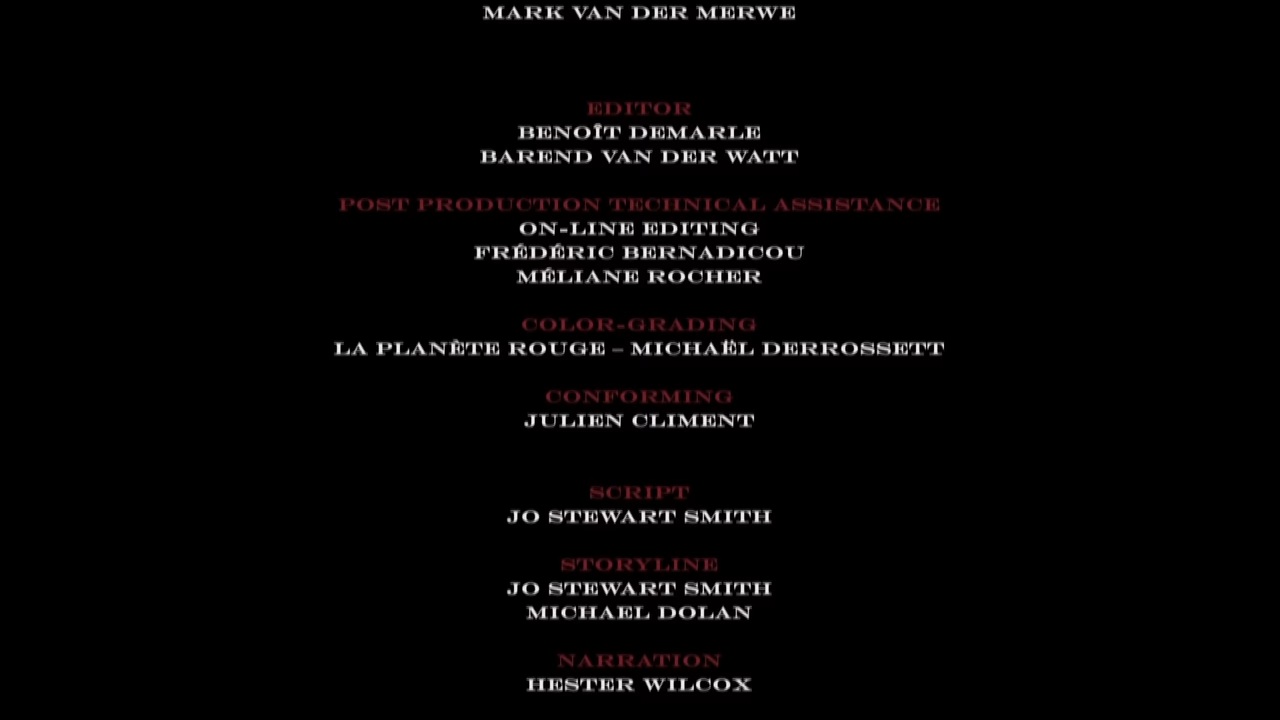 MARK VAN DER MERWE
EDITOR
BENOÎT DEMARLE
BAREND VAN DER WATT
POST PRODUCTION TECHNICAL ASSISTANCE
ON-LINE EDITING
FRÉDÉRIC BERNADICOU
MÉLIANE ROCHER
COLOR-GRADING
LA PLANÈTE ROUGE – MICHAËL DERROSSETT
CONFORMING
JULIEN CLIMENT
SCRIPT
JO STEWART SMITH
STORYLINE
JO STEWART SMITH
MICHAEL DOLAN
NARRATION
HESTER WILCOX